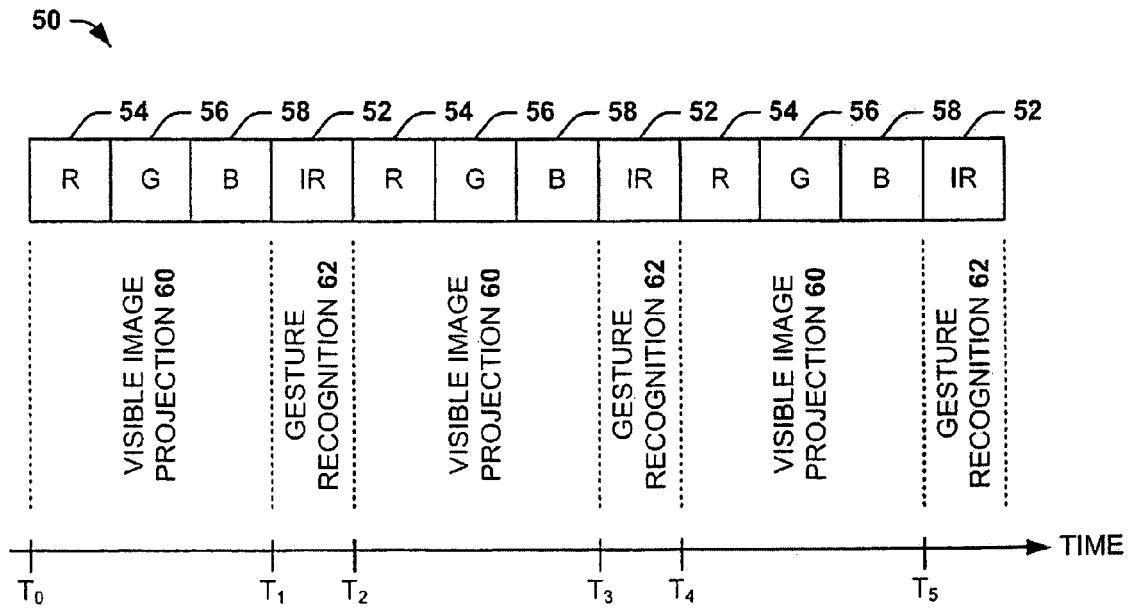 50
54 56 58 52 54 56 58 52 54 56 58 52
R G B IR R G B IR R G B IR
VISIBLE IMAGE
PROJECTION 60
GESTURE
RECOGNITION 62
VISIBLE IMAGE
PROJECTION 60
GESTURE
RECOGNITION 62
VISIBLE IMAGE
PROJECTION 60
GESTURE
RECOGNITION 62
TIME
T₀ T₁ T₂ T₃ T₄ T₅